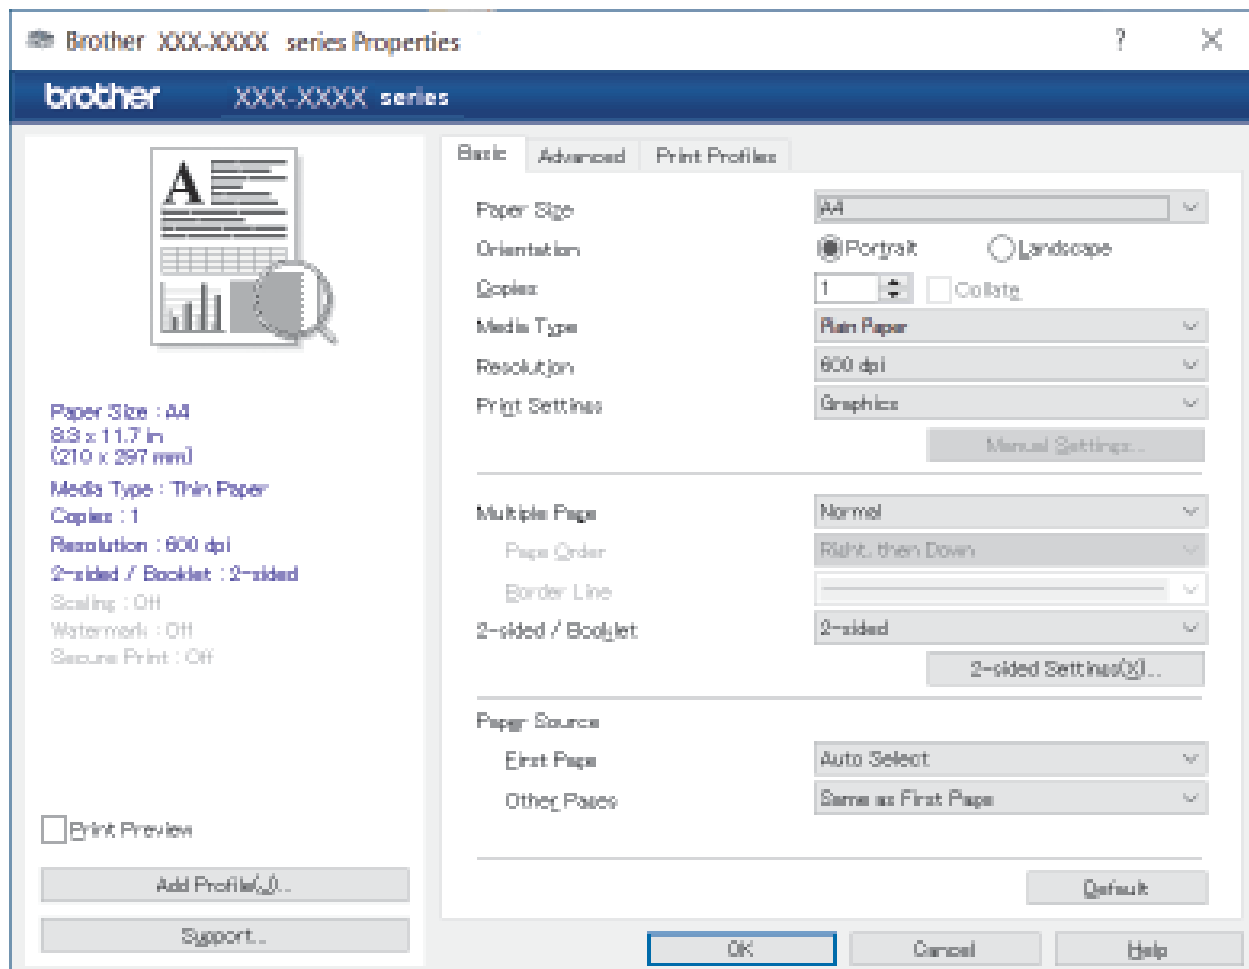 Brother XXX-XXXX series Properties
?
brother XXX-XXXX series
A
Paper Size : A4
8.3 x 11.7 in
(210 x 297 mm)
Media Type : Thin Paper
Copies : 1
Resolution : 600 dpi
2-sided / Booklet : 2-sided
Scaling : Off
Watermark : Off
Secure Print : Off
Print Preview
Add Profile(J)...
Support...
Basic Advanced Print Profiles
Paper Size A4
Orientation Portrait Landscape
Copies 1 Collate
Media Type Plain Paper
Resolution 600 dpi
Print Settings Graphics
Manual Settings...
Multiple Page Normal
Page Order Right, then Down
Border Line
2-sided / Booklet 2-sided
2-sided Settings(X)...
Paper Source
First Page Auto Select
Other Pages Same as First Page
Default
OK Cancel Help